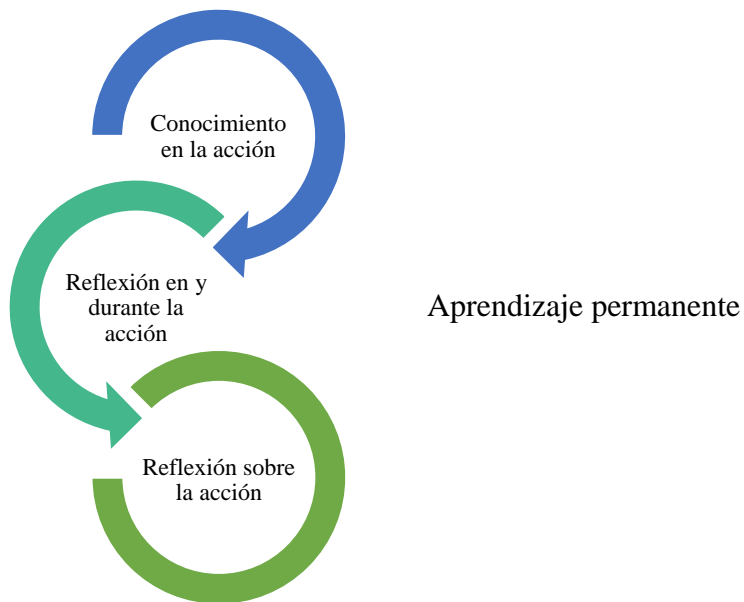 Conocimiento
en la acción
Reflexión en y
durante la
acción
Aprendizaje permanente
Reflexión sobre
la acción